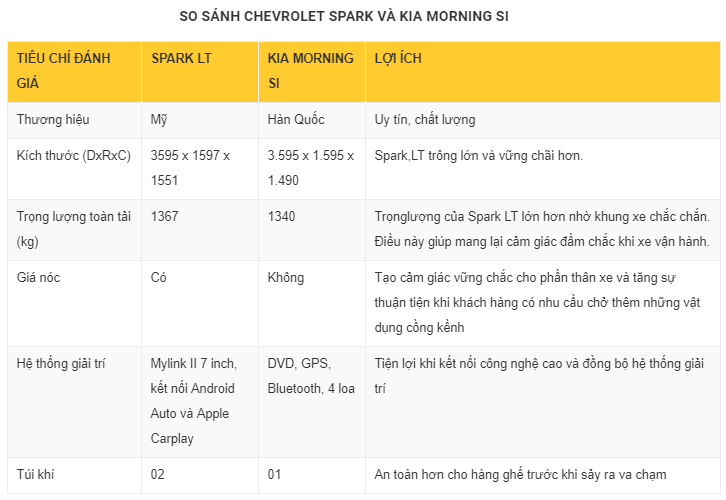 SO SÁNH CHEVROLET SPARK VÀ KIA MORNING SI
TIÊU CHÍ ĐÁNH GIÁ
SPARK LT
KIA MORNING SI
LỢI ÍCH
Thương hiệu
Mỹ
Hàn Quốc
Uy tín, chất lượng
Kích thước (DxRxC)
3595 x 1597 x
1551
3.595 x 1.595 x
1.490
Spark,LT trông lớn và vững chãi hơn.
Trọng lượng toàn tải
(kg)
1367
1340
Trọnglượng của Spark LT lớn hơn nhờ khung xe chắc chắn.
Điều này giúp mang lại cảm giác đầm chắc khi xe vận hành.
Giá nóc
Có
Không
Tạo cảm giác vững chắc cho phần thân xe và tăng sự
thuận tiện khi khách hàng có nhu cầu chở thêm những vật
dụng cồng kềnh
Hệ thống giải trí
Mylink II 7 inch,
kết nối Android
Auto và Apple
Carplay
DVD, GPS,
Bluetooth, 4 loa
Tiện lợi khi kết nối công nghệ cao và đồng bộ hệ thống giải
trí
Túi khí
02
01
An toàn hơn cho hàng ghế trước khi sảy ra va chạm